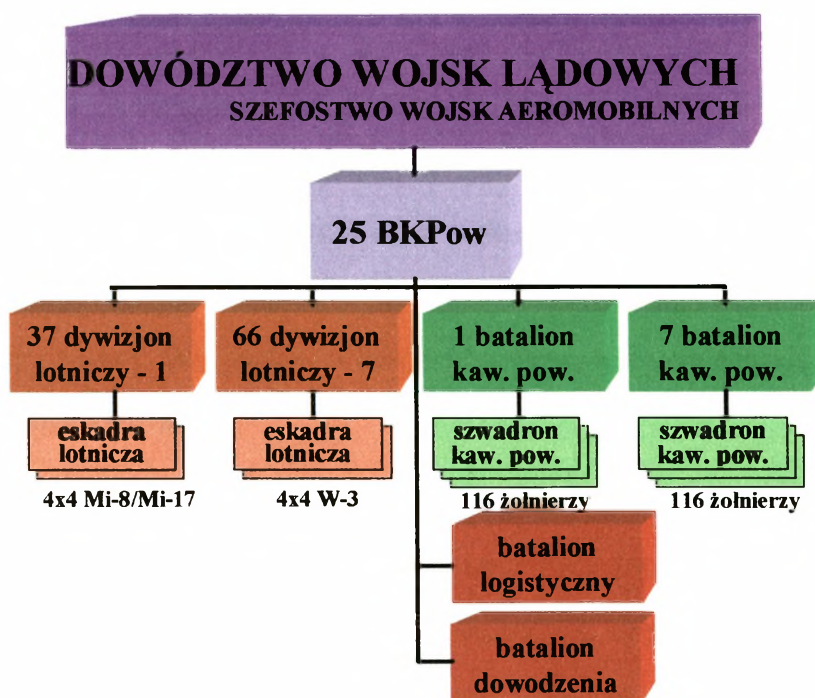 DOWÓDZTWO WOJSK LĄDOWYCH
SZEFOSTWO WOJSK AEROMOBILNYCH
25 BKPow
37 dywizjon
lotniczy - 1
66 dywizjon
lotniczy - 7
1 batalion
kaw. pow.
7 batalion
kaw. pow.
eskadra
lotnicza
eskadra
lotnicza
szwadron
kaw. pow.
szwadron
kaw. pow.
4x4 Mi-8/Mi-17
4x4 W-3
116 żołnierzy
116 żołnierzy
batalion
logistyczny
batalion
dowodzenia